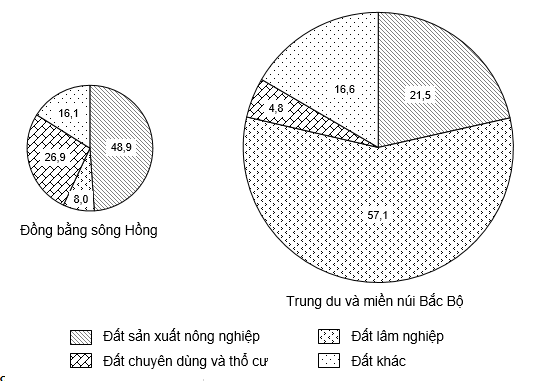 16,6
21,5
4,8
57,1
16,1
48,9
26,9
8,0
Đồng bằng sông Hồng
Trung du và miền núi Bắc Bộ
Đất sản xuất nông nghiệp
Đất lâm nghiệp
Đất chuyên dùng và thổ cư
Đất khác